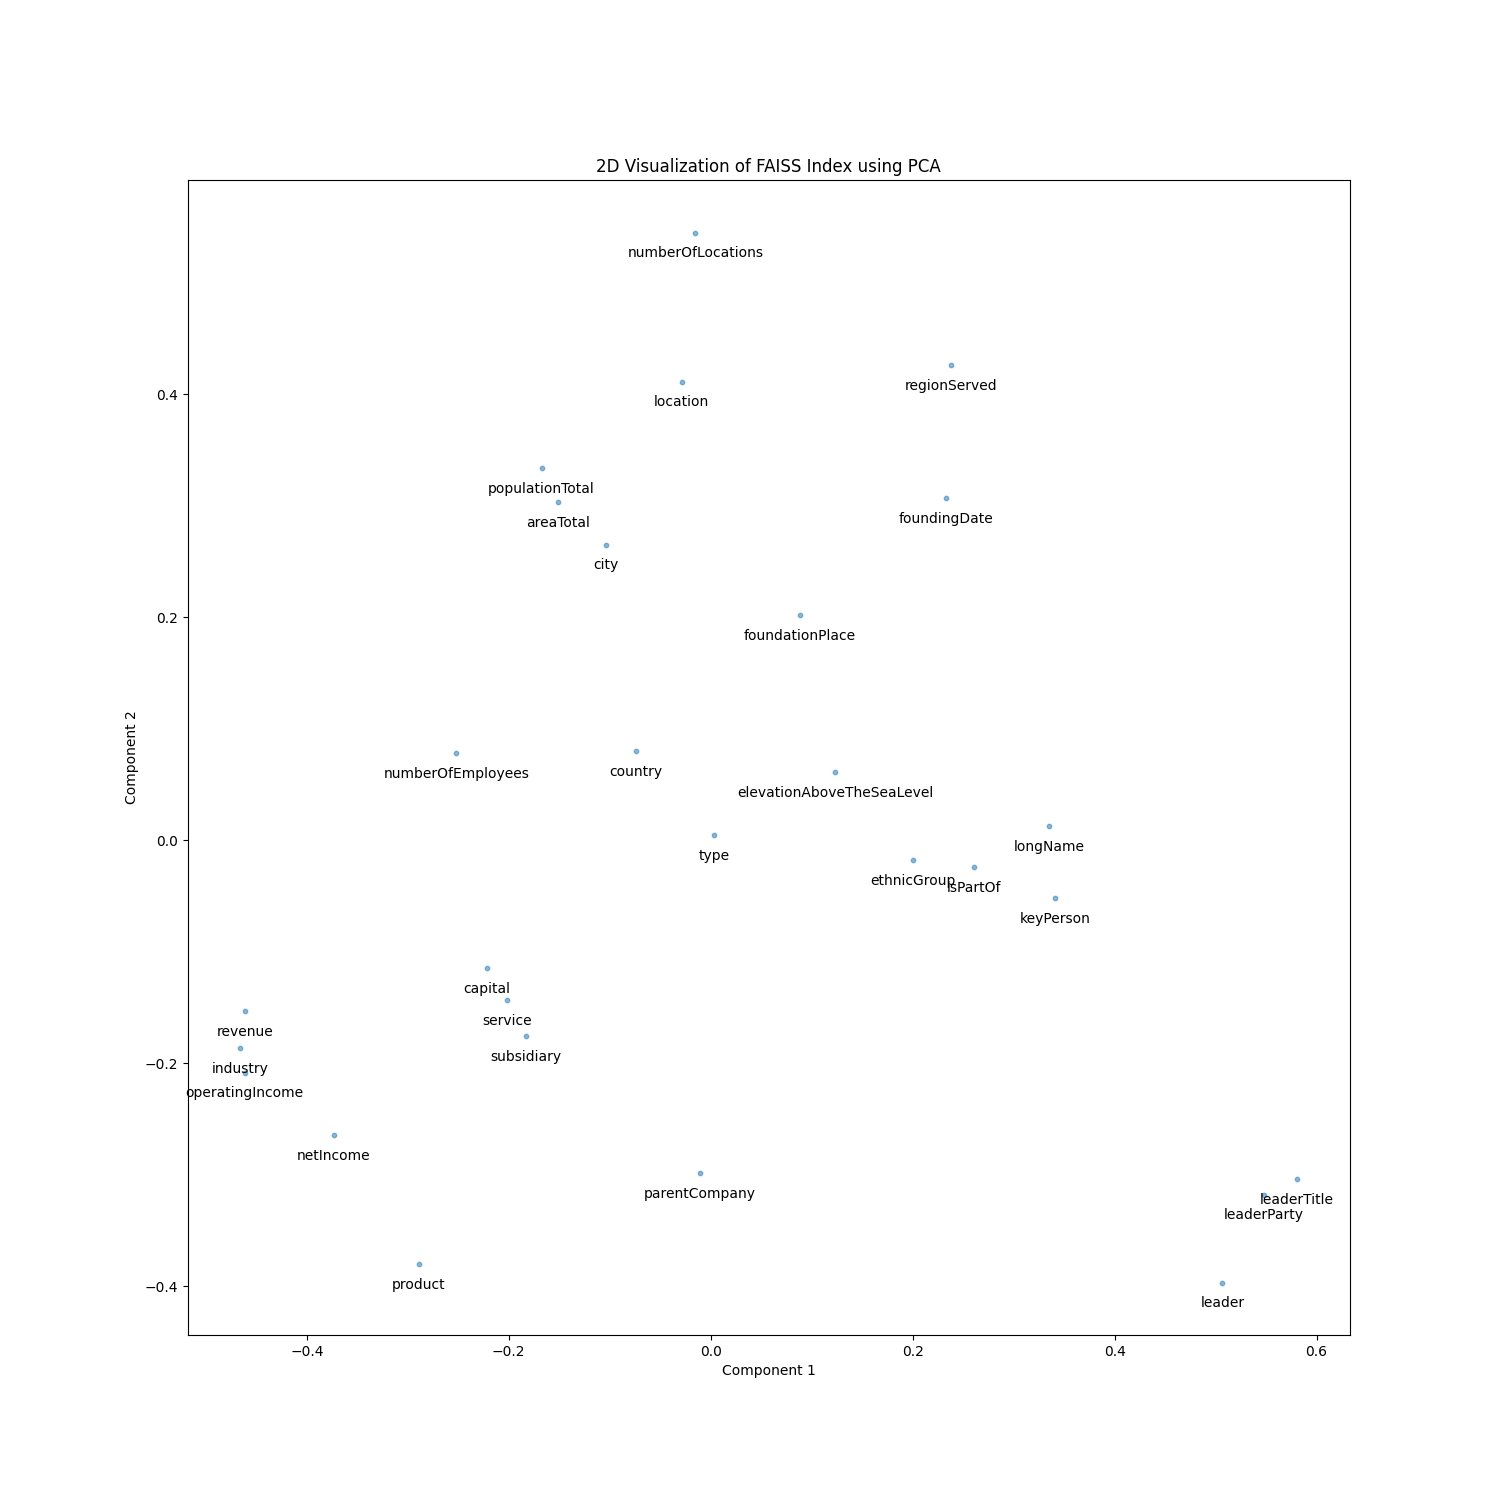 2D Visualization of FAISS Index using PCA
numberOfLocations
regionServed
0.4
location
populationTotal
foundingDate
areaTotal
city
0.2
foundationPlace
Component 2
numberOfEmployees
country
elevationAboveTheSeaLevel
0.0
longName
type
ethnicGroup
isPartOf
keyPerson
capital
service
revenue
subsidiary
−0.2
industry
operatingIncome
netIncome
parentCompany
leaderTitle
leaderParty
−0.4
product
leader
−0.4
−0.2
0.0
0.2
0.4
0.6
Component 1